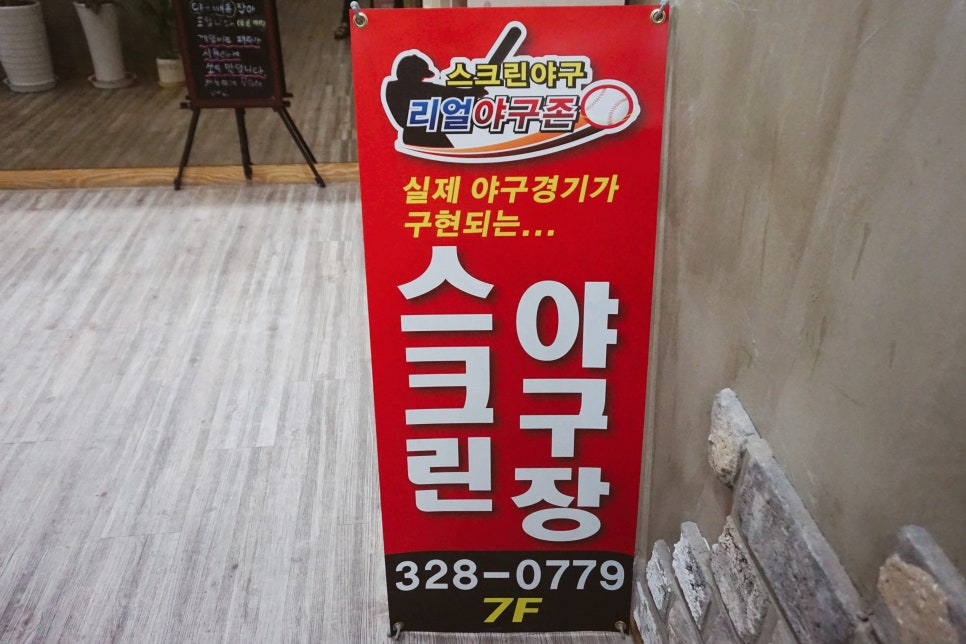 스크린야구
리얼야구존
실제 야구경기가
구현되는...
스크린
야구장
328-0779
7F